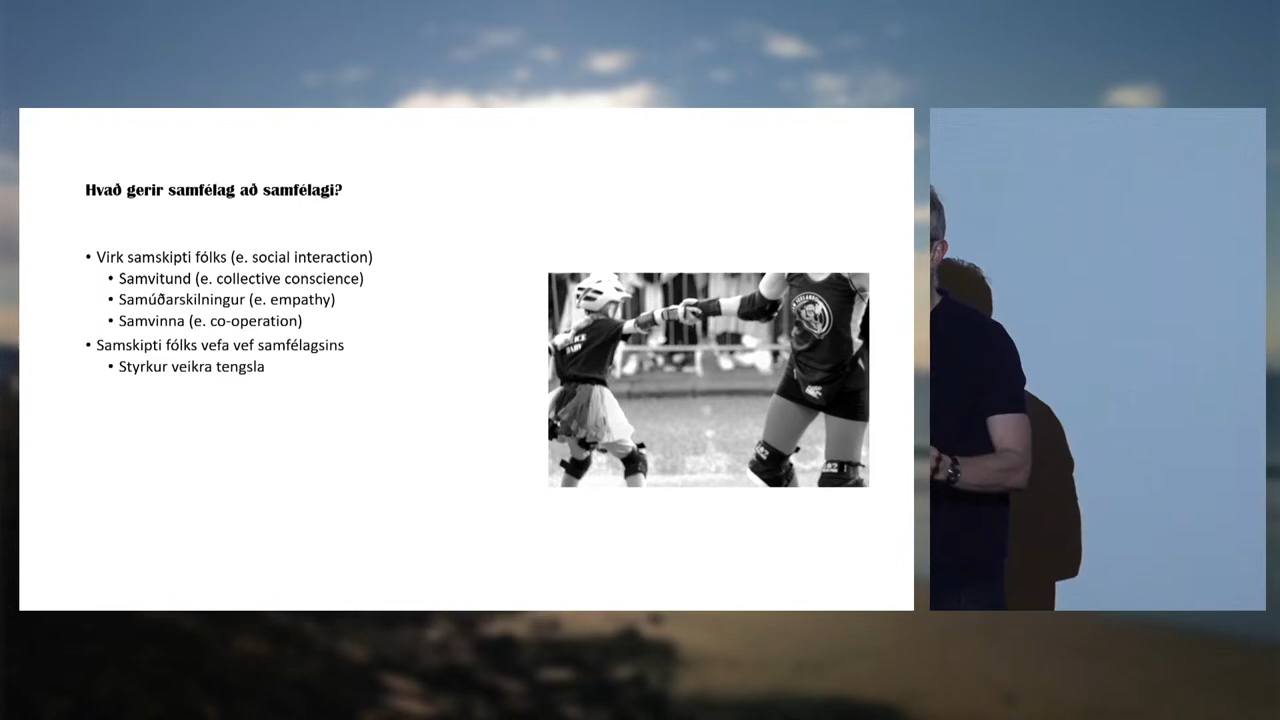 Hvað gerir samfélag að samfélagi?
• Virk samskipti fólks (e. social interaction)
• Samvitund (e. collective conscience)
• Samúðarskilningur (e. empathy)
• Samvinna (e. co-operation)
• Samskipti fólks vefa vef samfélagsins
• Styrkur veikra tengsla